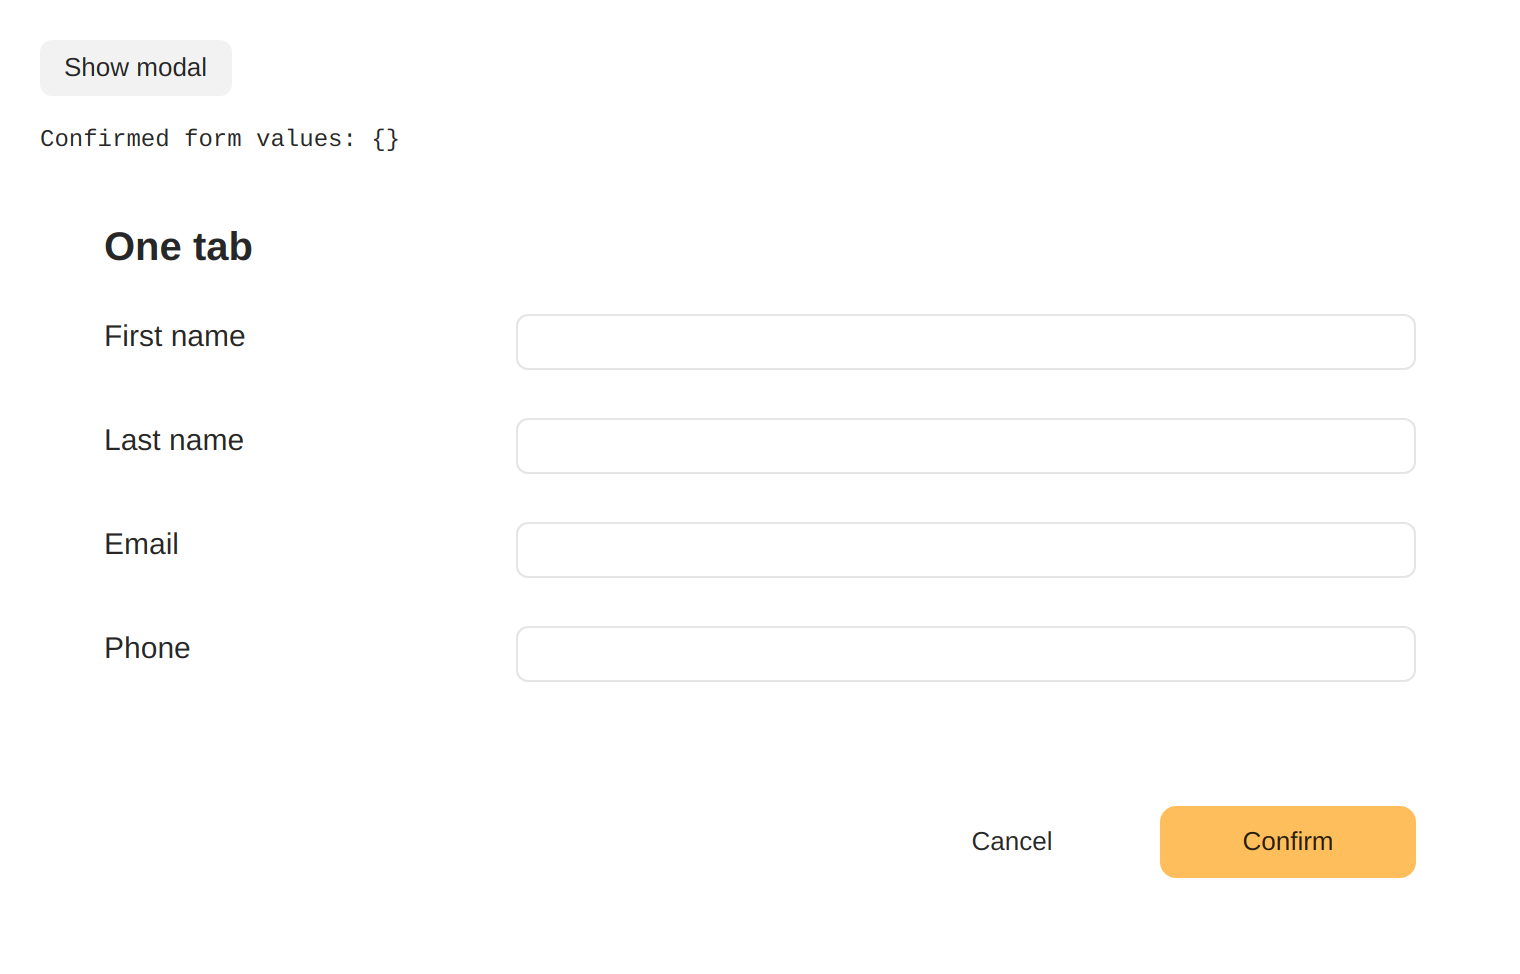 Show modal
Confirmed form values: {}
One tab
First name
Last name
Email
Phone
Cancel
Confirm